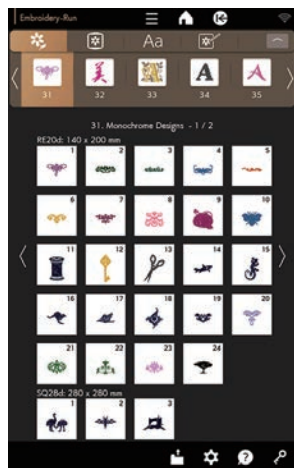 Embroidery-Run
Aa
A A
31 32 33 34 35
31. Monochrome Designs - 1 / 2
RE20d: 140 x 200 mm
1 2 3 4 5
6 7 8 9 10
11 12 13 14 15
16 17 18 19 20
21 22 23 24
SQ28d: 280 x 280 mm
1 2 3
?